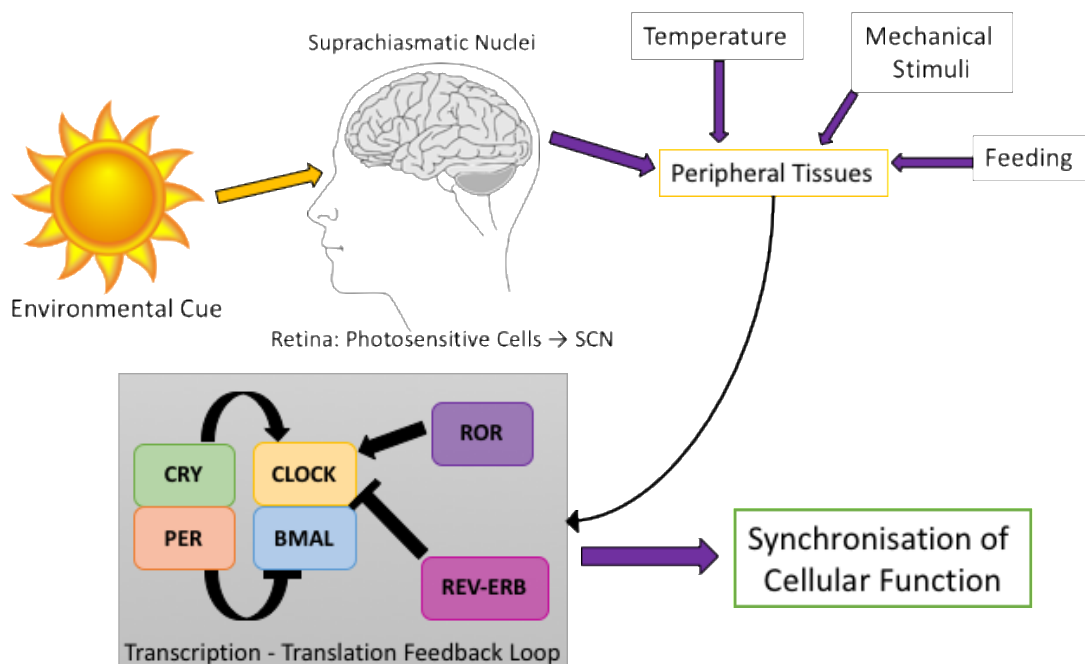 Suprachiasmatic Nuclei
Temperature
Mechanical
Stimuli
Peripheral Tissues
Feeding
Environmental Cue
Retina: Photosensitive Cells → SCN
CRY
CLOCK
ROR
PER
BMAL
REV-ERB
Transcription - Translation Feedback Loop
Synchronisation of
Cellular Function